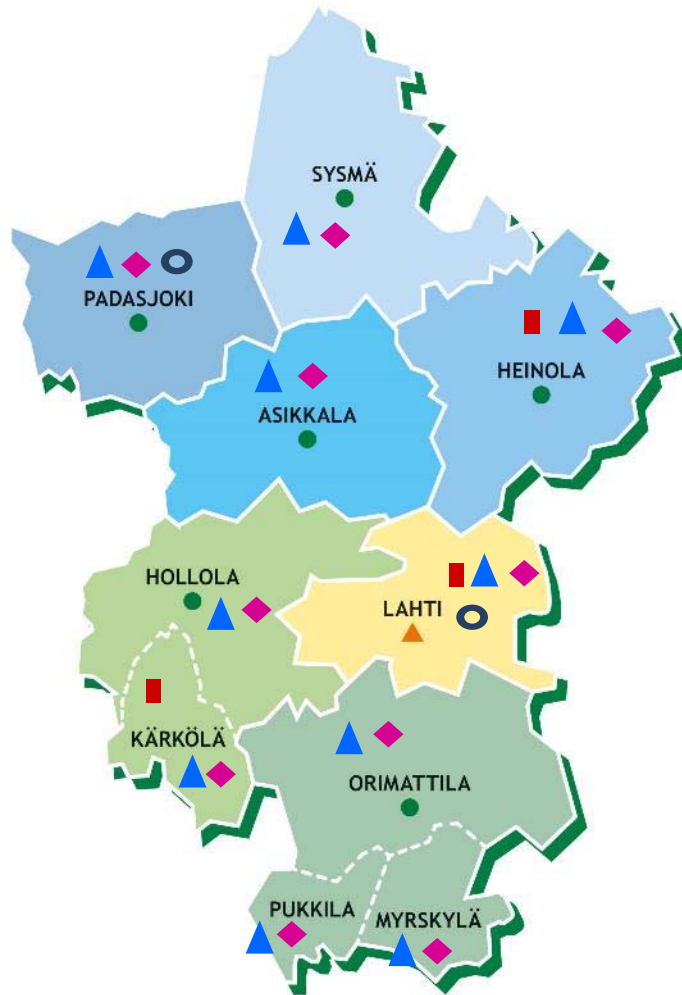 SYSMÄ
PADASJOKI
HEINOLA
ASIKKALA
HOLLOLA
LAHTI
KÄRKÖLÄ
ORIMATTILA
PUKKILA
MYRSKYLÄ